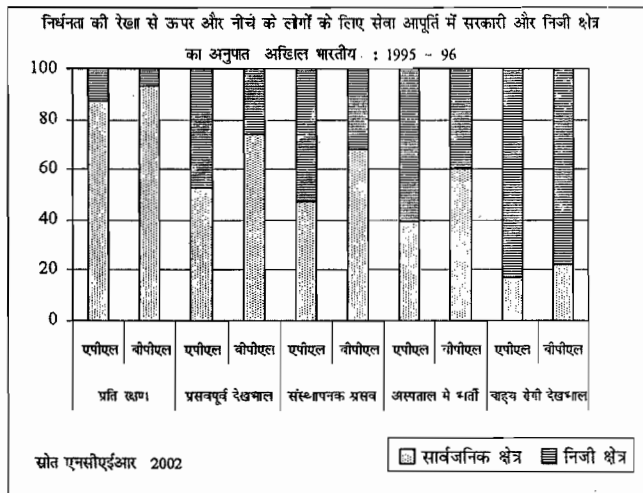 निर्धनता की रेखा से ऊपर और नीचे के लोगों के लिए सेवा आपूर्ति में सरकारी और निजी क्षेत्र
का अनुपात अखिल भारतीय : 1995 - 96
100
80
60
40
20
0
एपीएल बीपीएल एपीएल बीपीएल एपीएल बीपीएल एपीएल बीपीएल एपीएल बीपीएल
प्रति रक्षण प्रसवपूर्व देखभाल संस्थापनक प्रसव अस्पताल मे भर्ती बाह्य रोगी देखभाल
स्रोत एनसीएईआर 2002
सार्वजनिक क्षेत्र निजी क्षेत्र